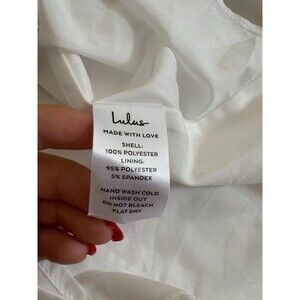 Lulus
MADE WITH LOVE
SHELL:
100% POLYESTER
LINING:
95% POLYESTER
5% SPANDEX
HAND WASH COLD
INSIDE OUT
DO NOT BLEACH
FLAT DRY